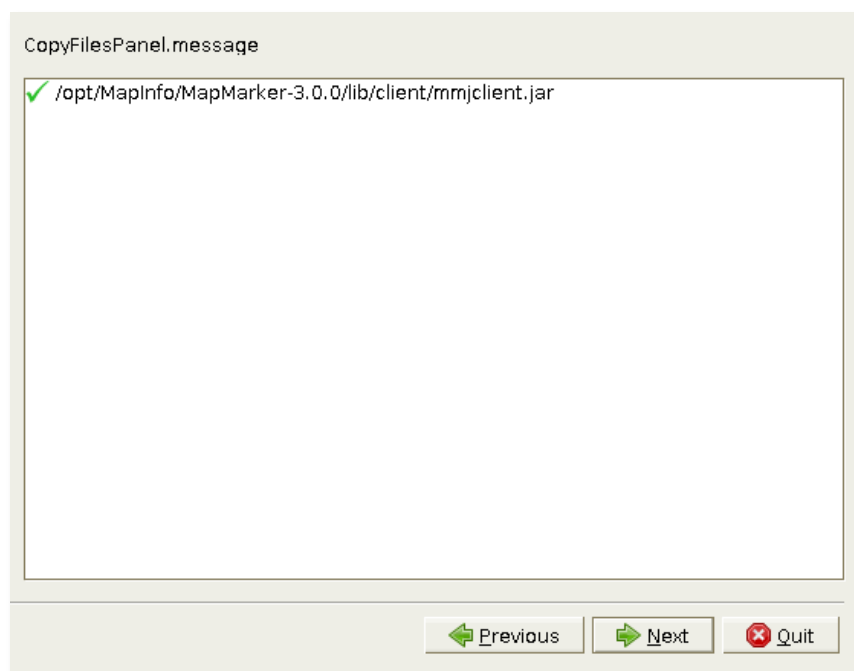 CopyFilesPanel.message
/opt/MapInfo/MapMarker-3.0.0/lib/client/mmjclient.jar
Previous
Next
Quit